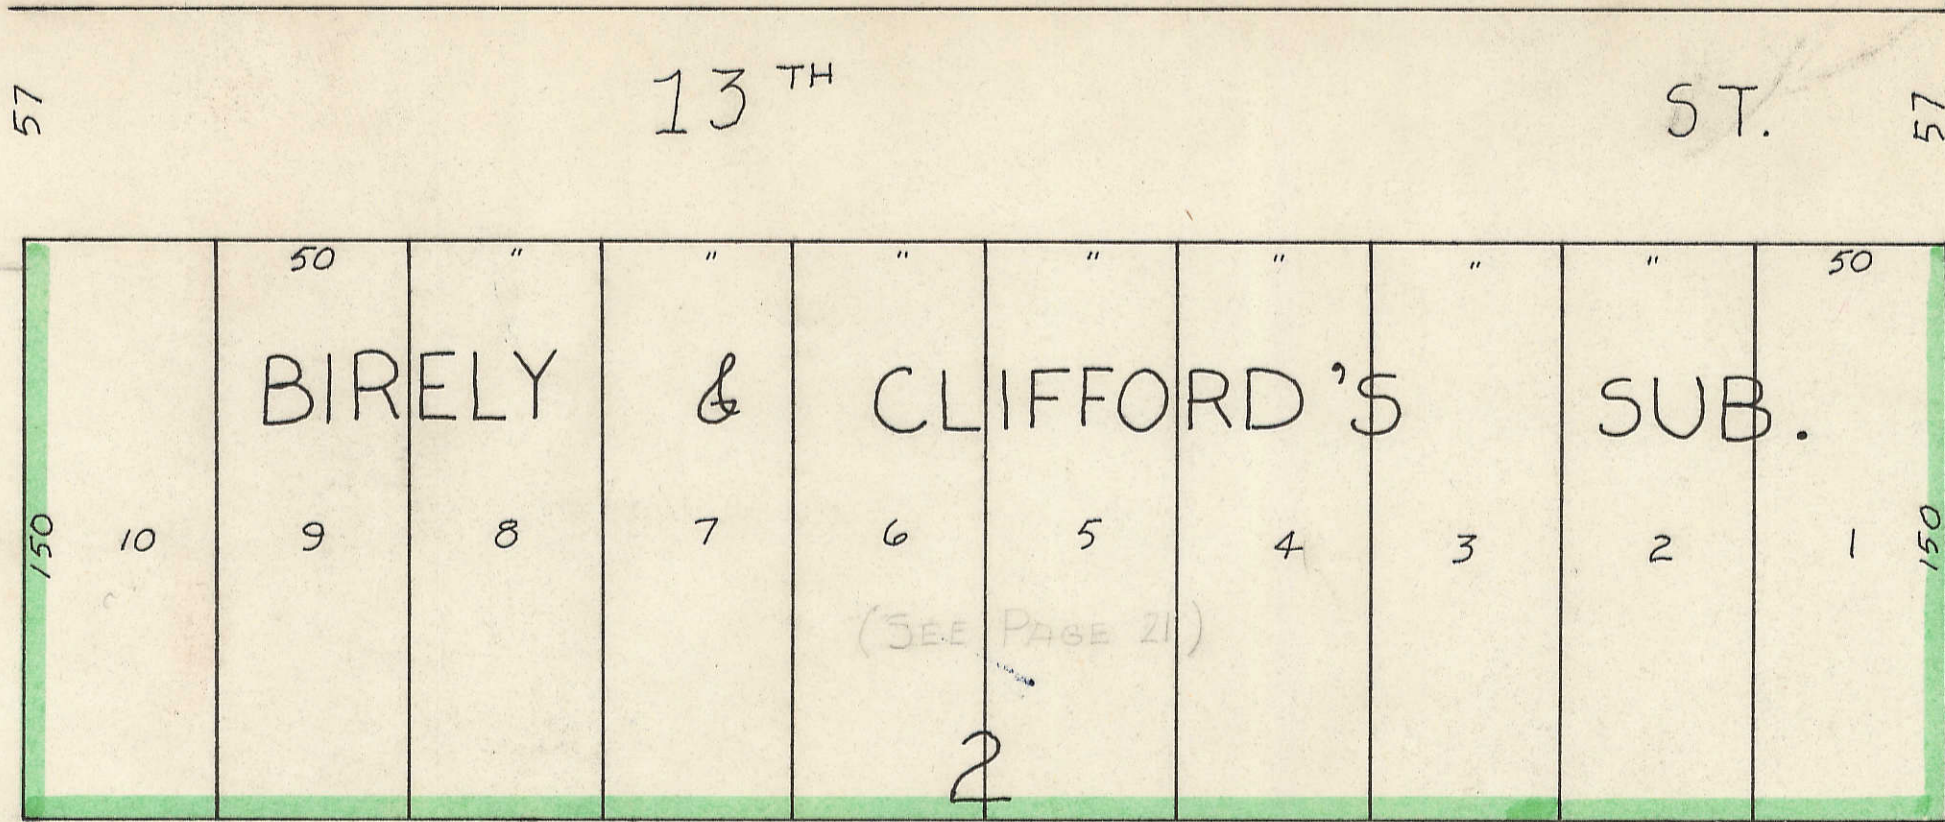 13TH ST.
57 57
50 " " " " " " " 50
BIRELY & CLIFFORD'S SUB.
150 10 9 8 7 6 5 4 3 2 1 150
(SEE PAGE 21)
2